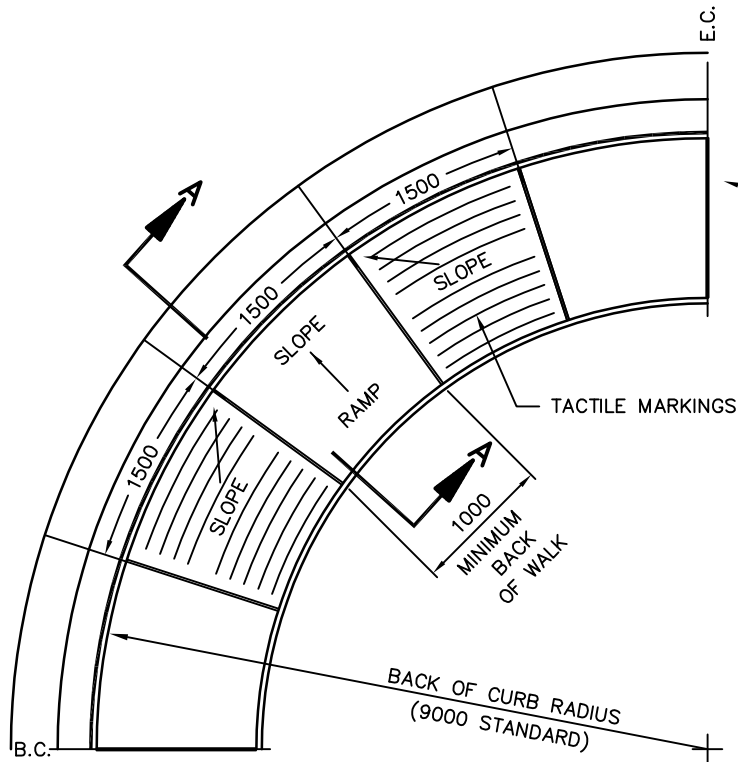 E.C.
1500
A
SLOPE
1500
SLOPE
RAMP
TACTILE MARKINGS
1500
SLOPE
A
1000
MINIMUM
BACK
OF WALK
BACK OF CURB RADIUS
(9000 STANDARD)
B.C.